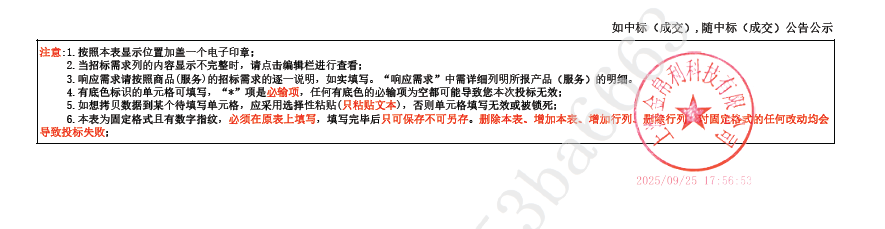 如中标（成交）,随中标（成交）公告公示
注意:1.按照本表显示位置加盖一个电子印章;
2.当招标需求列的内容显示不完整时，请点击编辑栏进行查看;
3.响应需求请按照商品(服务)的招标需求的逐一说明，如实填写。“响应需求”中需详细列明所报产品（服务）的明细。
4.有底色标识的单元格可填写，“*”项是必输项，任何有底色的必输项为空都可能导致您本次投标无效;
5.如想拷贝数据到某个待填写单元格，应采用选择性粘贴(只粘贴文本)，否则单元格填写无效或被锁死;
6.本表为固定格式且有数字指纹，必须在原表上填写，填写完毕后只可保存不可另存。删除本表、增加本表、增加行列、删除行列等对固定格式的任何改动均会
导致投标失败;
上海金帛利科技有限公司
2025/09/25 17:56:53
53ba6663